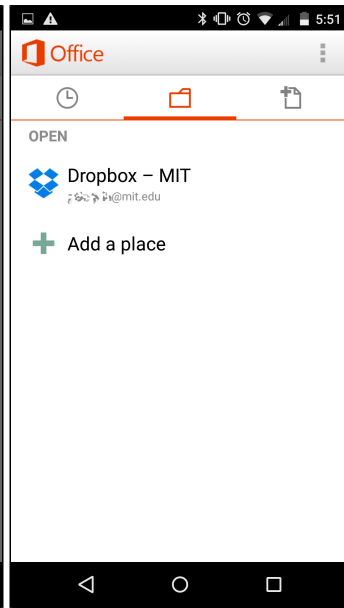 5:51
Office
OPEN
Dropbox – MIT
@mit.edu
Add a place